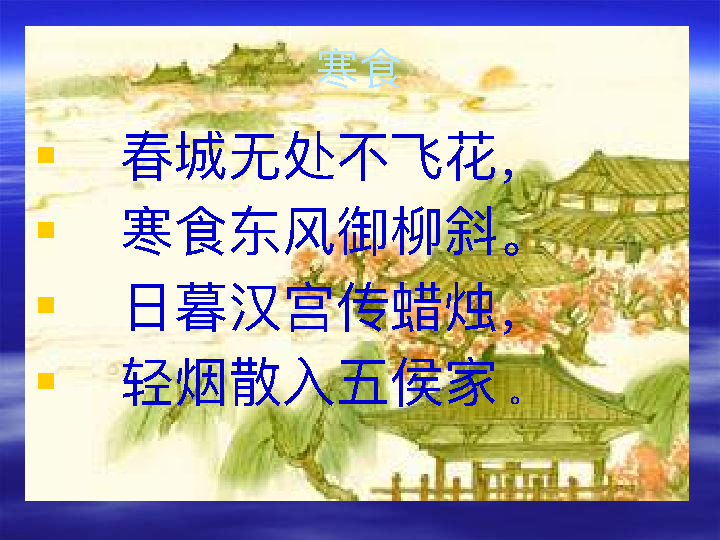 寒食
春城无处不飞花，
寒食东风御柳斜。
日暮汉宫传蜡烛，
轻烟散入五侯家 。